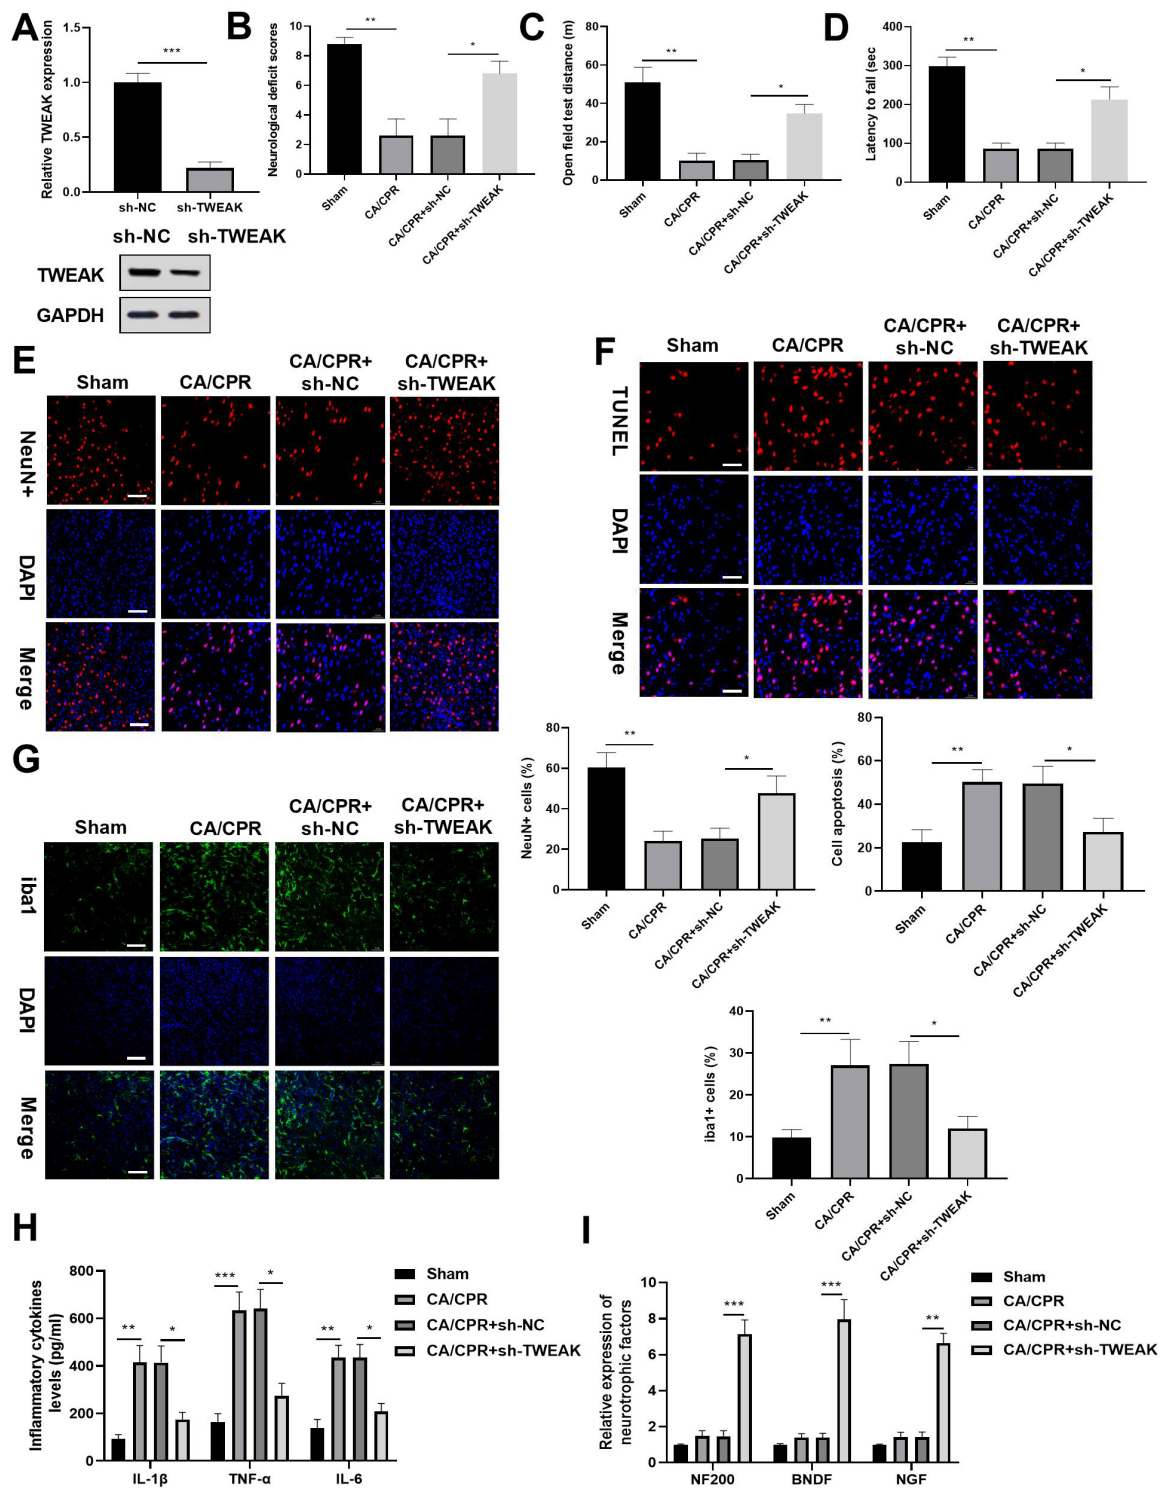 A
Relative TWEAK expression
1.5
1.0
0.5
0.0
***
sh-NC
sh-TWEAK
sh-NC
sh-TWEAK
TWEAK
GAPDH
B
Neurological deficit scores
10
8
6
4
2
0
**
*
Sham
CA/CPR
CA/CPR+sh-NC
CA/CPR+sh-TWEAK
C
Open field test distance (m)
80
60
40
20
0
**
*
Sham
CA/CPR
CA/CPR+sh-NC
CA/CPR+sh-TWEAK
D
Latency to fall (sec
400
300
200
100
0
**
*
Sham
CA/CPR
CA/CPR+sh-NC
CA/CPR+sh-TWEAK
E
Sham
CA/CPR
CA/CPR+
sh-NC
CA/CPR+
sh-TWEAK
NeuN+
DAPI
Merge
F
Sham
CA/CPR
CA/CPR+
sh-NC
CA/CPR+
sh-TWEAK
TUNEL
DAPI
Merge
NeuN+ cells (%)
80
60
40
20
0
**
*
Sham
CA/CPR
CA/CPR+sh-NC
CA/CPR+sh-TWEAK
Cell apoptosis (%)
80
60
40
20
0
**
*
Sham
CA/CPR
CA/CPR+sh-NC
CA/CPR+sh-TWEAK
G
Sham
CA/CPR
CA/CPR+
sh-NC
CA/CPR+
sh-TWEAK
iba1
DAPI
Merge
iba1+ cells (%)
40
30
20
10
0
**
*
Sham
CA/CPR
CA/CPR+sh-NC
CA/CPR+sh-TWEAK
H
Inflammatory cytokines
levels (pg/ml)
800
600
400
200
0
**
*
***
*
**
*
IL-1β
TNF-α
IL-6
Sham
CA/CPR
CA/CPR+sh-NC
CA/CPR+sh-TWEAK
I
Relative expression of
neurotrophic factors
10
8
6
4
2
0
***
***
**
NF200
BNDF
NGF
Sham
CA/CPR
CA/CPR+sh-NC
CA/CPR+sh-TWEAK